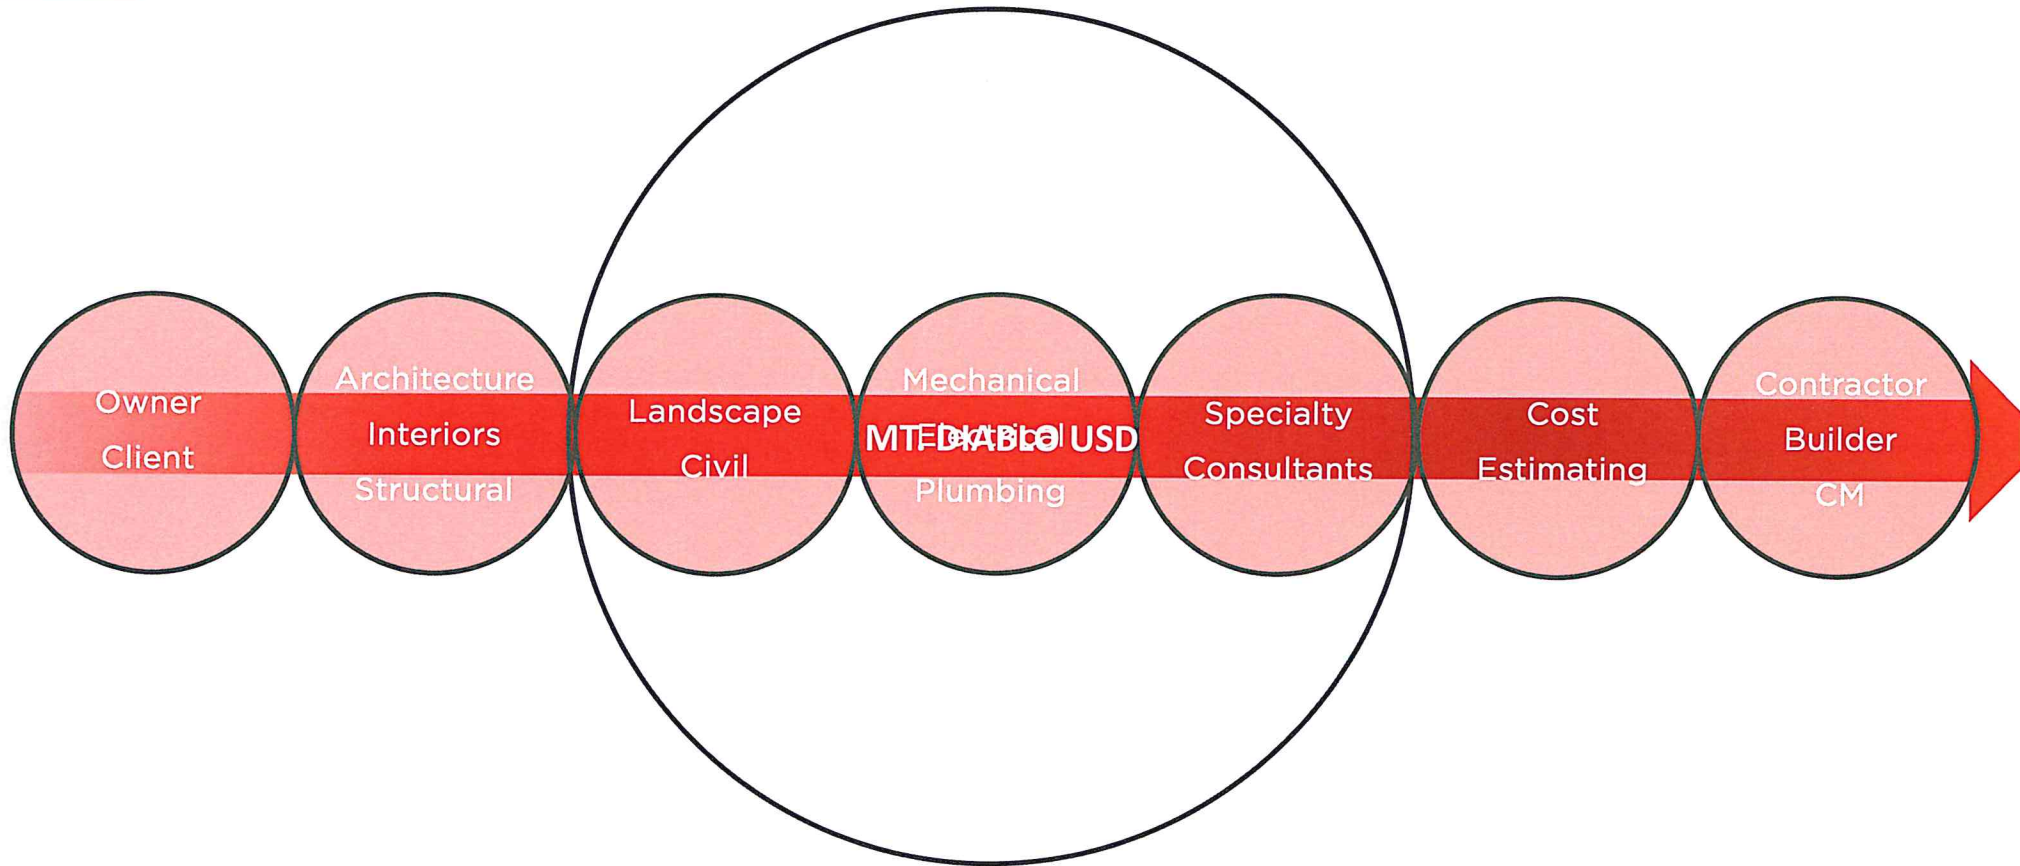 Owner
Client
Architecture
Interiors
Structural
Landscape
Civil
Mechanical
Electrical
Plumbing
MT. DIABLO USD
Specialty
Consultants
Cost
Estimating
Contractor
Builder
CM